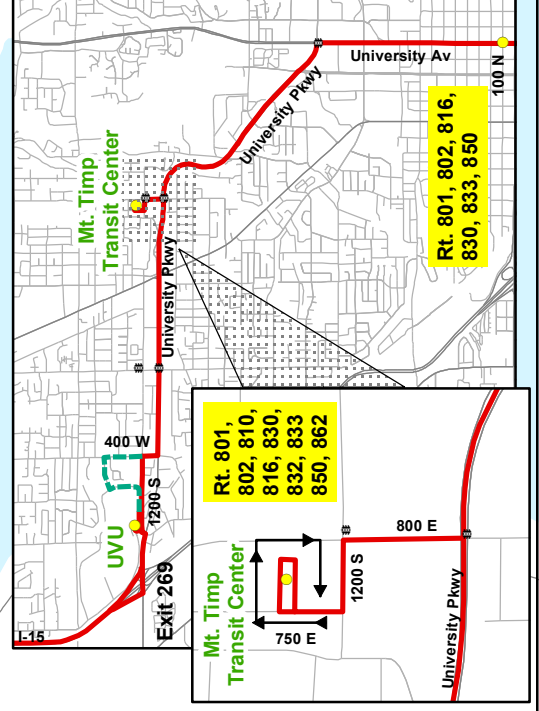 University Av
100 N
University Pkwy
Rt. 801, 802, 816,
830, 833, 850
Mt. Timp
Transit Center
University Pkwy
400 W
1200 S
UVU
Exit 269
I-15
Rt. 801,
802, 810,
816, 830,
832, 833
850, 862
Mt. Timp
Transit Center
800 E
1200 S
750 E
University Pkwy